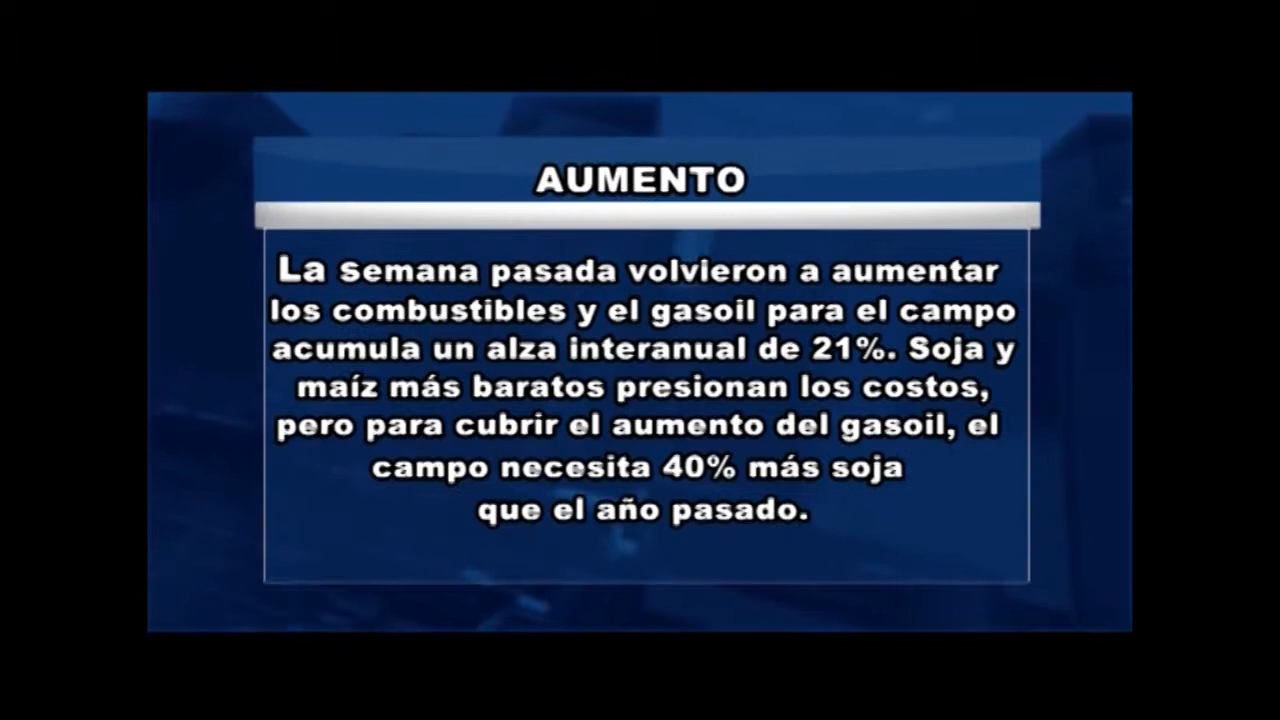 AUMENTO
La semana pasada volvieron a aumentar
los combustibles y el gasoil para el campo
acumula un alza interanual de 21%. Soja y
maíz más baratos presionan los costos,
pero para cubrir el aumento del gasoil, el
campo necesita 40% más soja
que el año pasado.